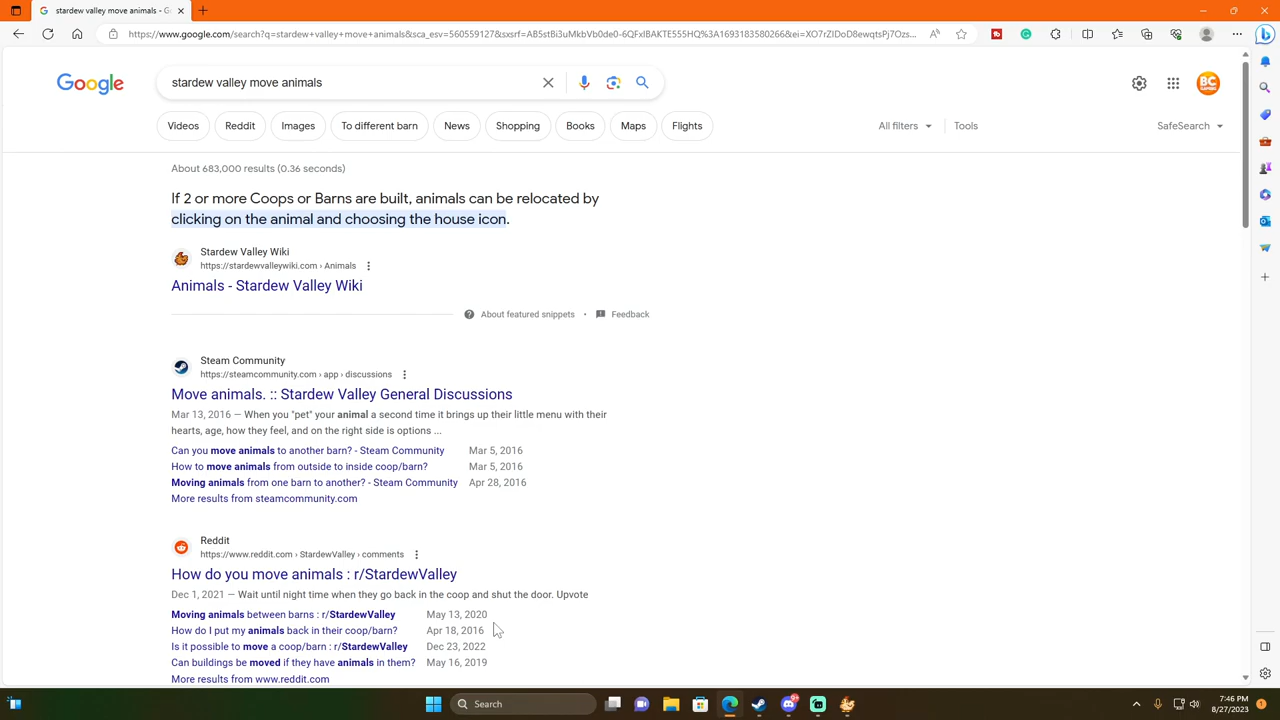 stardew valley move animals - G
https://www.google.com/search?q=stardew+valley+move+animals&sca_esv=560559127&sxsrf=AB5stBi3uMkbVb0de0-6QFxIBAKTE555HQ%3A1693183580266&ei=XO7rZIDoD8ewqtsPj7Ozs...
Google
stardew valley move animals
BC
GAMING
Videos
Reddit
Images
To different barn
News
Shopping
Books
Maps
Flights
All filters
Tools
SafeSearch
About 683,000 results (0.36 seconds)
If 2 or more Coops or Barns are built, animals can be relocated by
clicking on the animal and choosing the house icon.
Stardew Valley Wiki
https://stardewvalleywiki.com › Animals
Animals - Stardew Valley Wiki
About featured snippets • Feedback
Steam Community
https://steamcommunity.com › app › discussions
Move animals. :: Stardew Valley General Discussions
Mar 13, 2016 — When you "pet" your animal a second time it brings up their little menu with their
hearts, age, how they feel, and on the right side is options ...
Can you move animals to another barn? - Steam Community Mar 5, 2016
How to move animals from outside to inside coop/barn? Mar 5, 2016
Moving animals from one barn to another? - Steam Community Apr 28, 2016
More results from steamcommunity.com
Reddit
https://www.reddit.com › StardewValley › comments
How do you move animals : r/StardewValley
Dec 1, 2021 — Wait until night time when they go back in the coop and shut the door. Upvote
Moving animals between barns : r/StardewValley May 13, 2020
How do I put my animals back in their coop/barn? Apr 18, 2016
Is it possible to move a coop/barn : r/StardewValley Dec 23, 2022
Can buildings be moved if they have animals in them? May 16, 2019
More results from www.reddit.com
Search
7:46 PM
8/27/2023